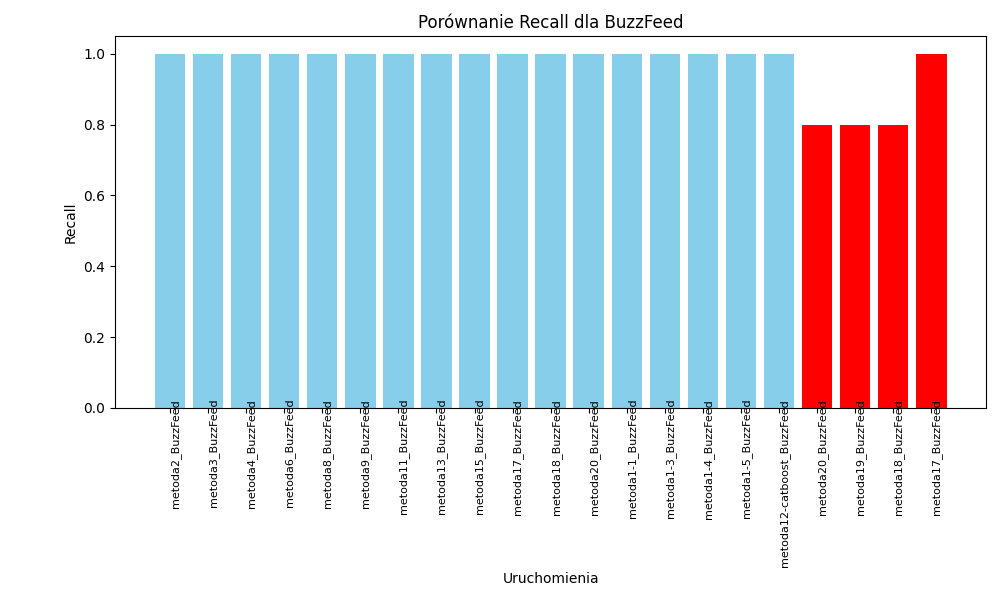 Porównanie Recall dla BuzzFeed
1.0
0.8
0.6
0.4
0.2
0.0
Recall
metoda2_BuzzFeed
metoda3_BuzzFeed
metoda4_BuzzFeed
metoda6_BuzzFeed
metoda8_BuzzFeed
metoda9_BuzzFeed
metoda11_BuzzFeed
metoda13_BuzzFeed
metoda15_BuzzFeed
metoda17_BuzzFeed
metoda18_BuzzFeed
metoda20_BuzzFeed
metoda1-1_BuzzFeed
metoda1-3_BuzzFeed
metoda1-4_BuzzFeed
metoda1-5_BuzzFeed
metoda12-catboost_BuzzFeed
metoda20_BuzzFeed
metoda19_BuzzFeed
metoda18_BuzzFeed
metoda17_BuzzFeed
Uruchomienia